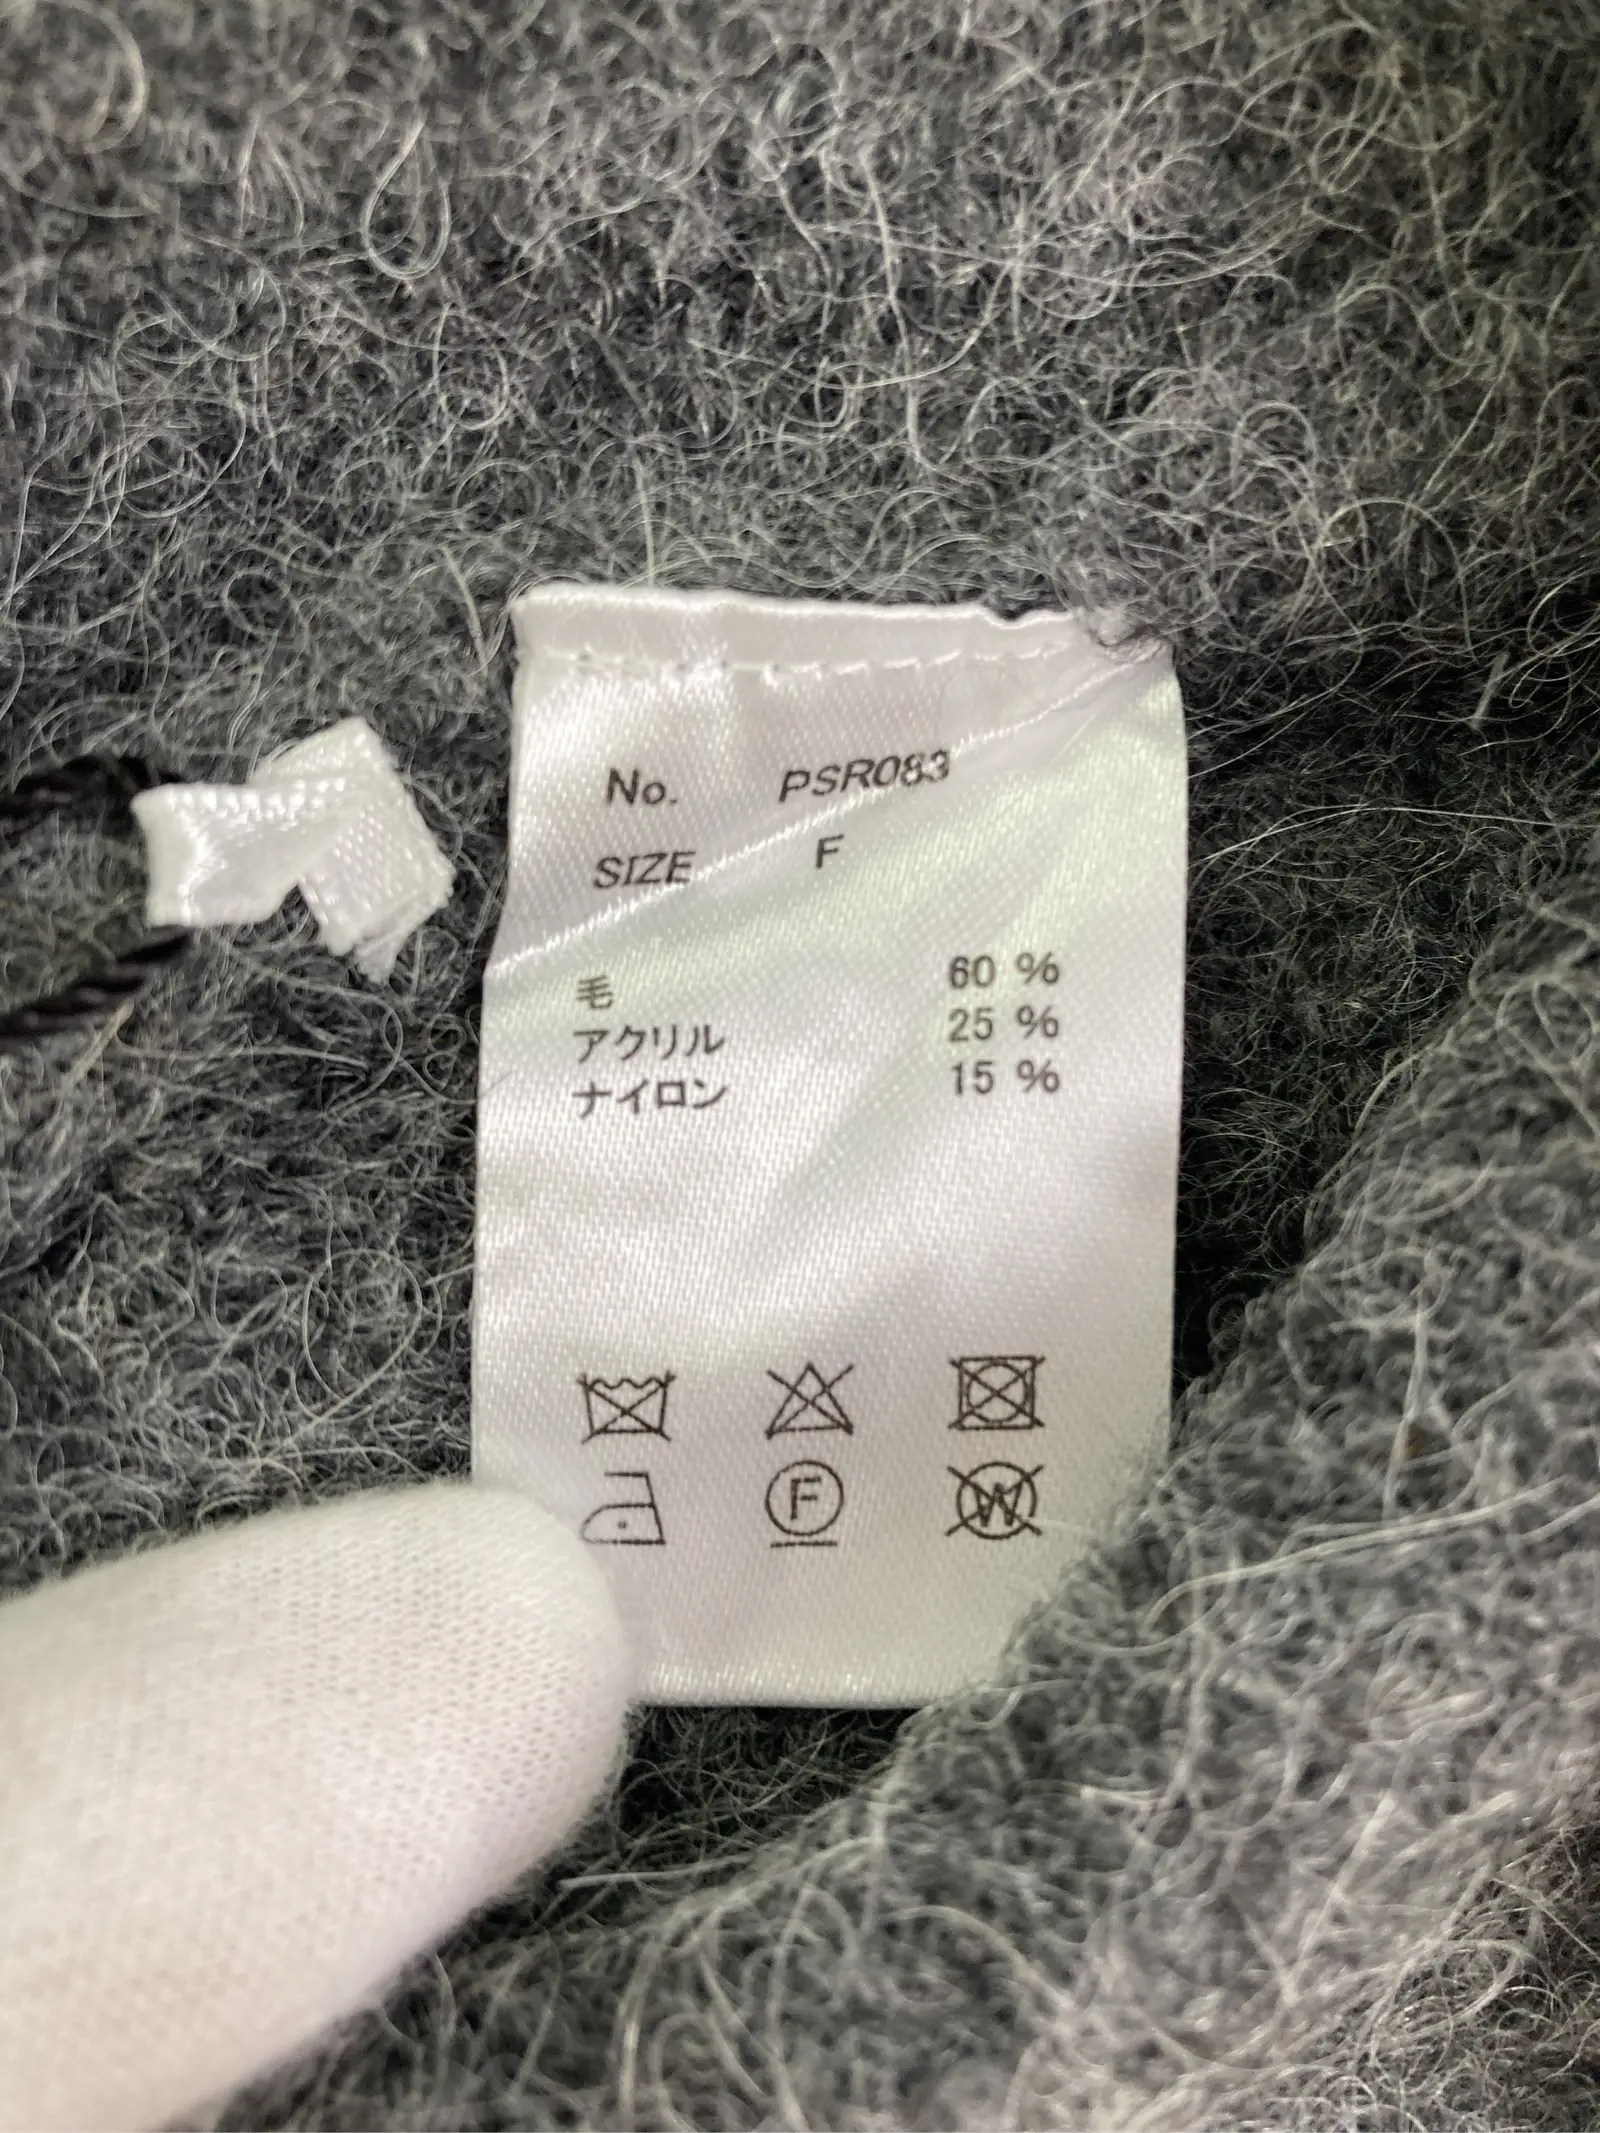 No. PSR083
SIZE F
毛 60 %
アクリル 25 %
ナイロン 15 %
F W